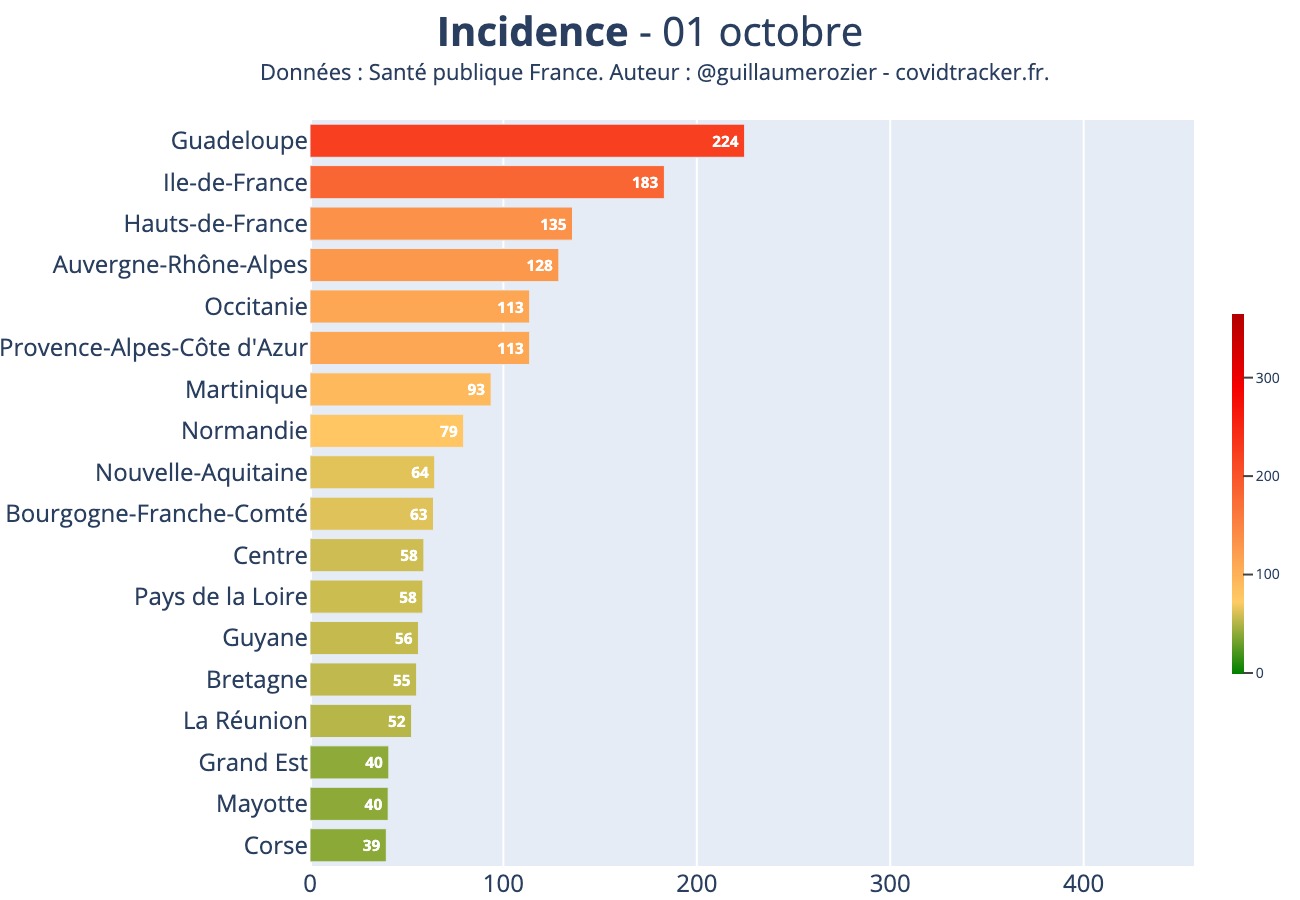 Incidence - 01 octobre
Données : Santé publique France. Auteur : @guillaumerozier - covidtracker.fr.
Guadeloupe 224
Ile-de-France 183
Hauts-de-France 135
Auvergne-Rhône-Alpes 128
Occitanie 113
Provence-Alpes-Côte d'Azur 113
Martinique 93
Normandie 79
Nouvelle-Aquitaine 64
Bourgogne-Franche-Comté 63
Centre 58
Pays de la Loire 58
Guyane 56
Bretagne 55
La Réunion 52
Grand Est 40
Mayotte 40
Corse 39
0 100 200 300 400
300
200
100
0